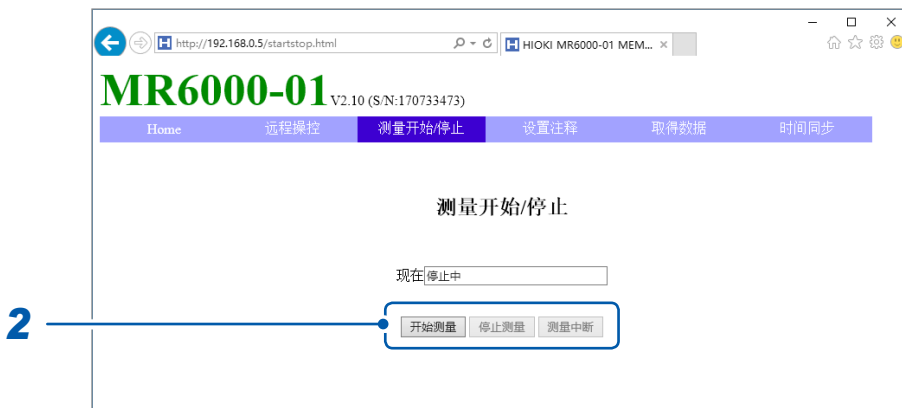 http://192.168.0.5/startstop.html
HIOKI MR6000-01 MEM...
MR6000-01 V2.10 (S/N:170733473)
Home 远程操控 测量开始/停止 设置注释 取得数据 时间同步
测量开始/停止
现在 停止中
2 开始测量 停止测量 测量中断